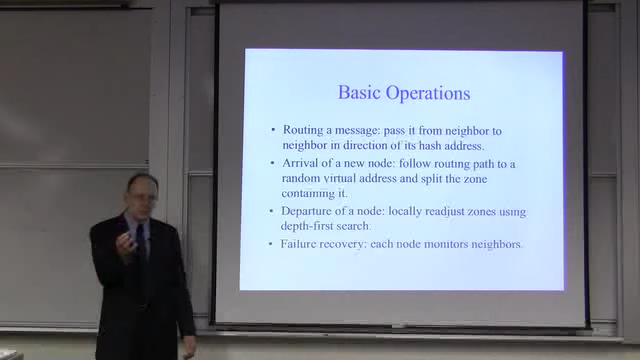 Basic Operations
• Routing a message: pass it from neighbor to
neighbor in direction of its hash address.
• Arrival of a new node: follow routing path to a
random virtual address and split the zone
containing it.
• Departure of a node: locally readjust zones using
depth-first search.
• Failure recovery: each node monitors neighbors.